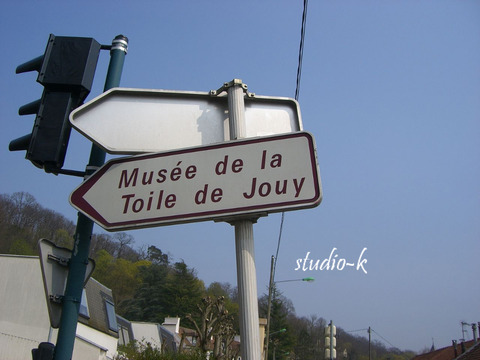 Musée de la
Toile de Jouy
studio-k